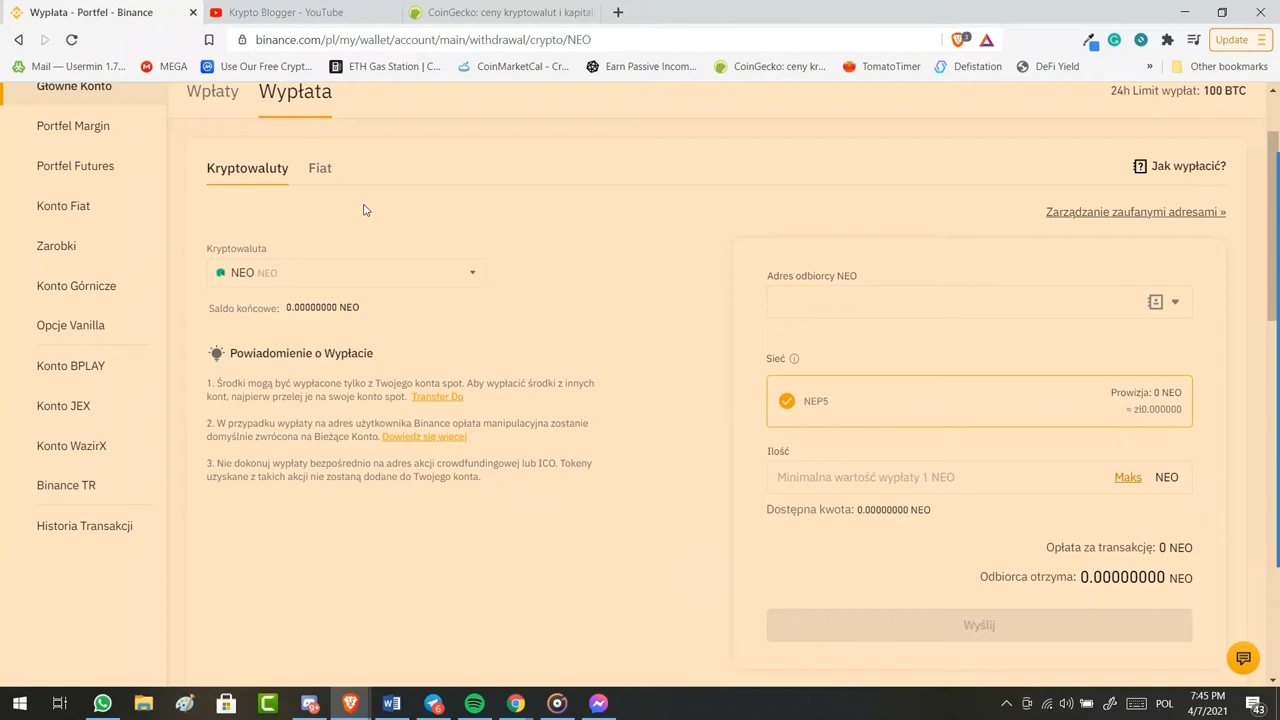 Wypłata - Portfel - Binance
Krypto Blogger - YouTube
CoinGecko: ceny kryptowalut i kapital
binance.com/pl/my/wallet/account/main/withdrawal/crypto/NEO
3
Update
Mail — Usermin 1.7...
MEGA
Use Our Free Crypt...
ETH Gas Station | C...
CoinMarketCal - Cr...
Earn Passive Incom...
CoinGecko: ceny kr...
TomatoTimer
Defistation
DeFi Yield
»
Other bookmarks
Główne Konto
Portfel Margin
Portfel Futures
Konto Fiat
Zarobki
Konto Górnicze
Opcje Vanilla
Konto BPLAY
Konto JEX
Konto WazirX
Binance TR
Historia Transakcji
Wpłaty
Wypłata
24h Limit wypłat: 100 BTC
Kryptowaluty
Fiat
Jak wypłacić?
Zarządzanie zaufanymi adresami »
Kryptowaluta
NEO NEO
Saldo końcowe: 0.00000000 NEO
Powiadomienie o Wypłacie
1. Środki mogą być wypłacone tylko z Twojego konta spot. Aby wypłacić środki z innych
kont, najpierw przelej je na swoje konto spot. Transfer Do
2. W przypadku wypłaty na adres użytkownika Binance opłata manipulacyjna zostanie
domyślnie zwrócona na Bieżące Konto. Dowiedz się więcej
3. Nie dokonuj wypłaty bezpośrednio na adres akcji crowdfundingowej lub ICO. Tokeny
uzyskane z takich akcji nie zostaną dodane do Twojego konta.
Adres odbiorcy NEO
Sieć
NEP5
Prowizja: 0 NEO
≈ zł0.000000
Ilość
Minimalna wartość wypłaty 1 NEO
Maks
NEO
Dostępna kwota: 0.00000000 NEO
Opłata za transakcję: 0 NEO
Odbiorca otrzyma: 0.00000000 NEO
Wyślij
POL
7:45 PM
4/7/2021
43